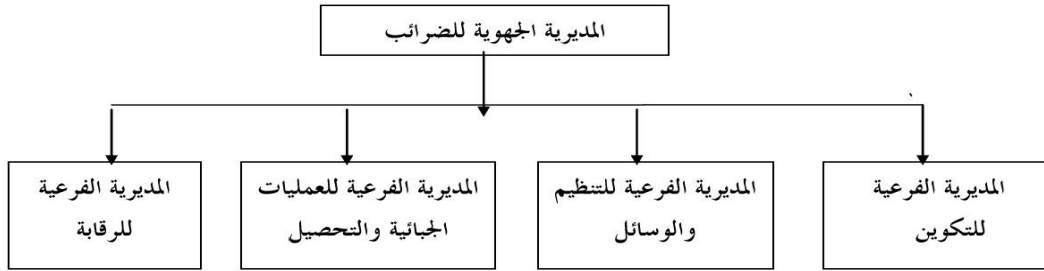 المديرية الجهوية للضرائب
المديرية الفرعية
للتكوين
المديرية الفرعية للتنظيم
والوسائل
المديرية الفرعية للعمليات
الجبائية والتحصيل
المديرية الفرعية
للرقابة